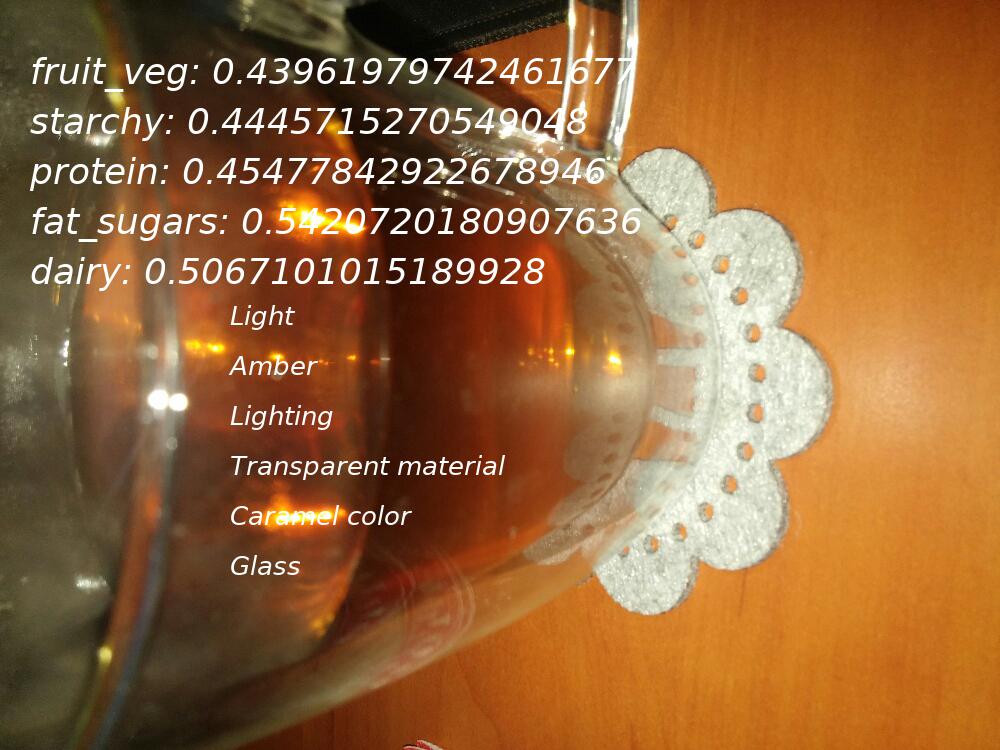 fruit_veg: 0.43961979742461677
starchy: 0.4445715270549048
protein: 0.45477842922678946
fat_sugars: 0.5420720180907636
dairy: 0.5067101015189928
Light
Amber
Lighting
Transparent material
Caramel color
Glass